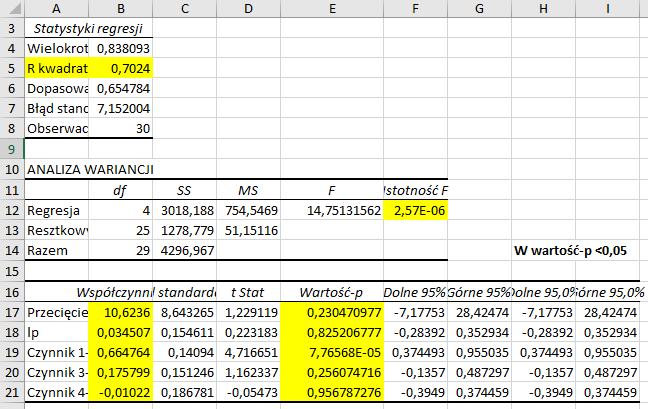 A B C D E F G H I
3 Statystyki regresji
4 Wielokrot 0,838093
5 R kwadrat 0,7024
6 Dopasowa 0,654784
7 Błąd stand 7,152004
8 Obserwac 30
9
10 ANALIZA WARIANCJI
11 df SS MS F Istotność F
12 Regresja 4 3018,188 754,5469 14,75131562 2,57E-06
13 Resztkow 25 1278,779 51,15116
14 Razem 29 4296,967 W wartość-p <0,05
15
16 Współczynni standard t Stat Wartość-p Dolne 95% Górne 95% Dolne 95,0% Górne 95,0%
17 Przecięcie 10,6236 8,643265 1,229119 0,230470977 -7,17753 28,42474 -7,17753 28,42474
18 lp 0,034507 0,154611 0,223183 0,825206777 -0,28392 0,352934 -0,28392 0,352934
19 Czynnik 1- 0,664764 0,14094 4,716651 7,76568E-05 0,374493 0,955035 0,374493 0,955035
20 Czynnik 3- 0,175799 0,151246 1,162337 0,256074716 -0,1357 0,487297 -0,1357 0,487297
21 Czynnik 4- -0,01022 0,186781 -0,05473 0,956787276 -0,3949 0,374459 -0,3949 0,374459